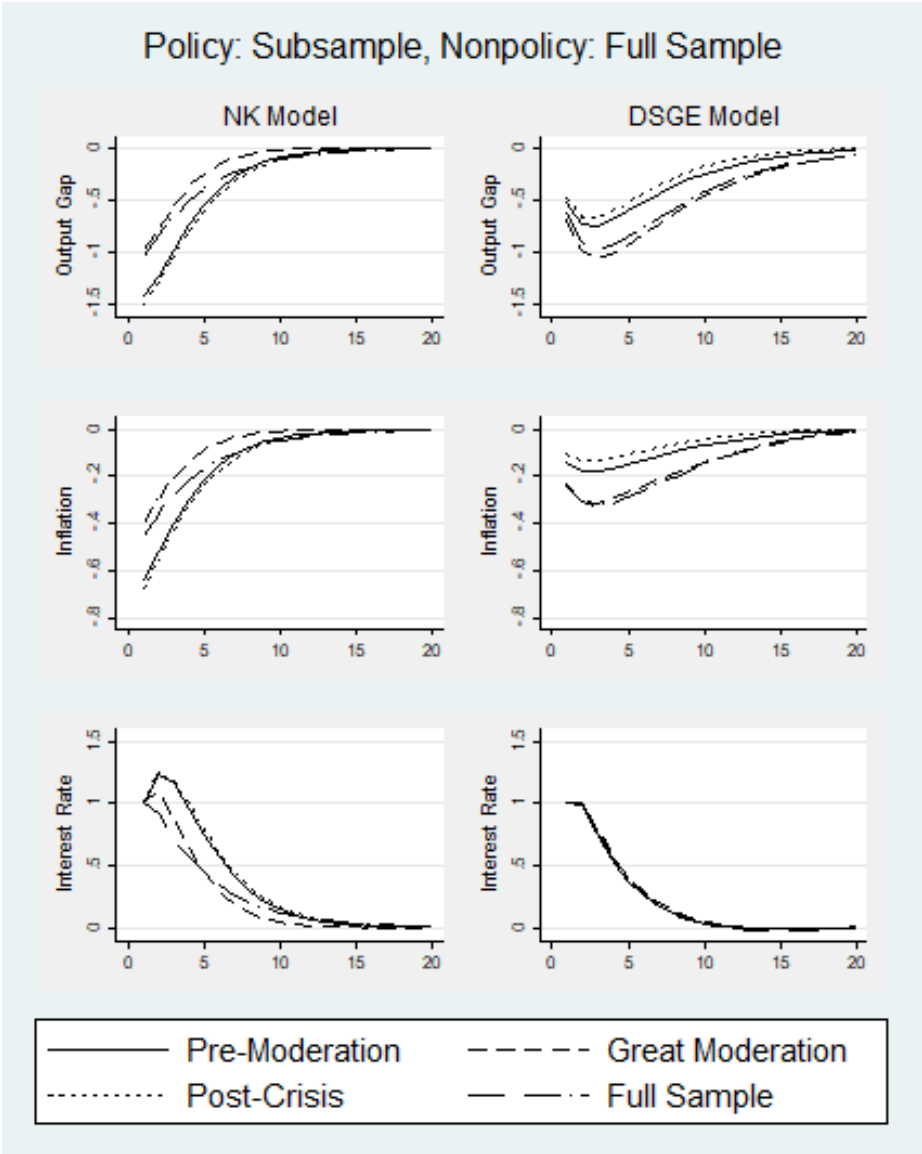 Policy: Subsample, Nonpolicy: Full Sample
NK Model
DSGE Model
Output Gap
0
-.5
-1
-1.5
0 5 10 15 20
Output Gap
0
-.5
-1
-1.5
0 5 10 15 20
Inflation
0
-.2
-.4
-.6
-.8
0 5 10 15 20
Inflation
0
-.2
-.4
-.6
-.8
0 5 10 15 20
Interest Rate
1.5
1
.5
0
0 5 10 15 20
Interest Rate
1.5
1
.5
0
0 5 10 15 20
Pre-Moderation
Great Moderation
Post-Crisis
Full Sample